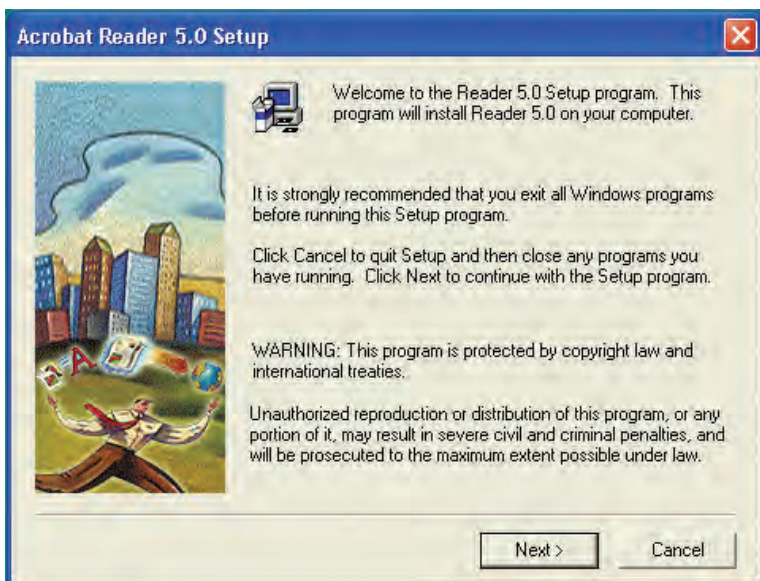 Acrobat Reader 5.0 Setup
Welcome to the Reader 5.0 Setup program. This
program will install Reader 5.0 on your computer.
It is strongly recommended that you exit all Windows programs
before running this Setup program.
Click Cancel to quit Setup and then close any programs you
have running. Click Next to continue with the Setup program.
WARNING: This program is protected by copyright law and
international treaties.
Unauthorized reproduction or distribution of this program, or any
portion of it, may result in severe civil and criminal penalties, and
will be prosecuted to the maximum extent possible under law.
A
Next >
Cancel